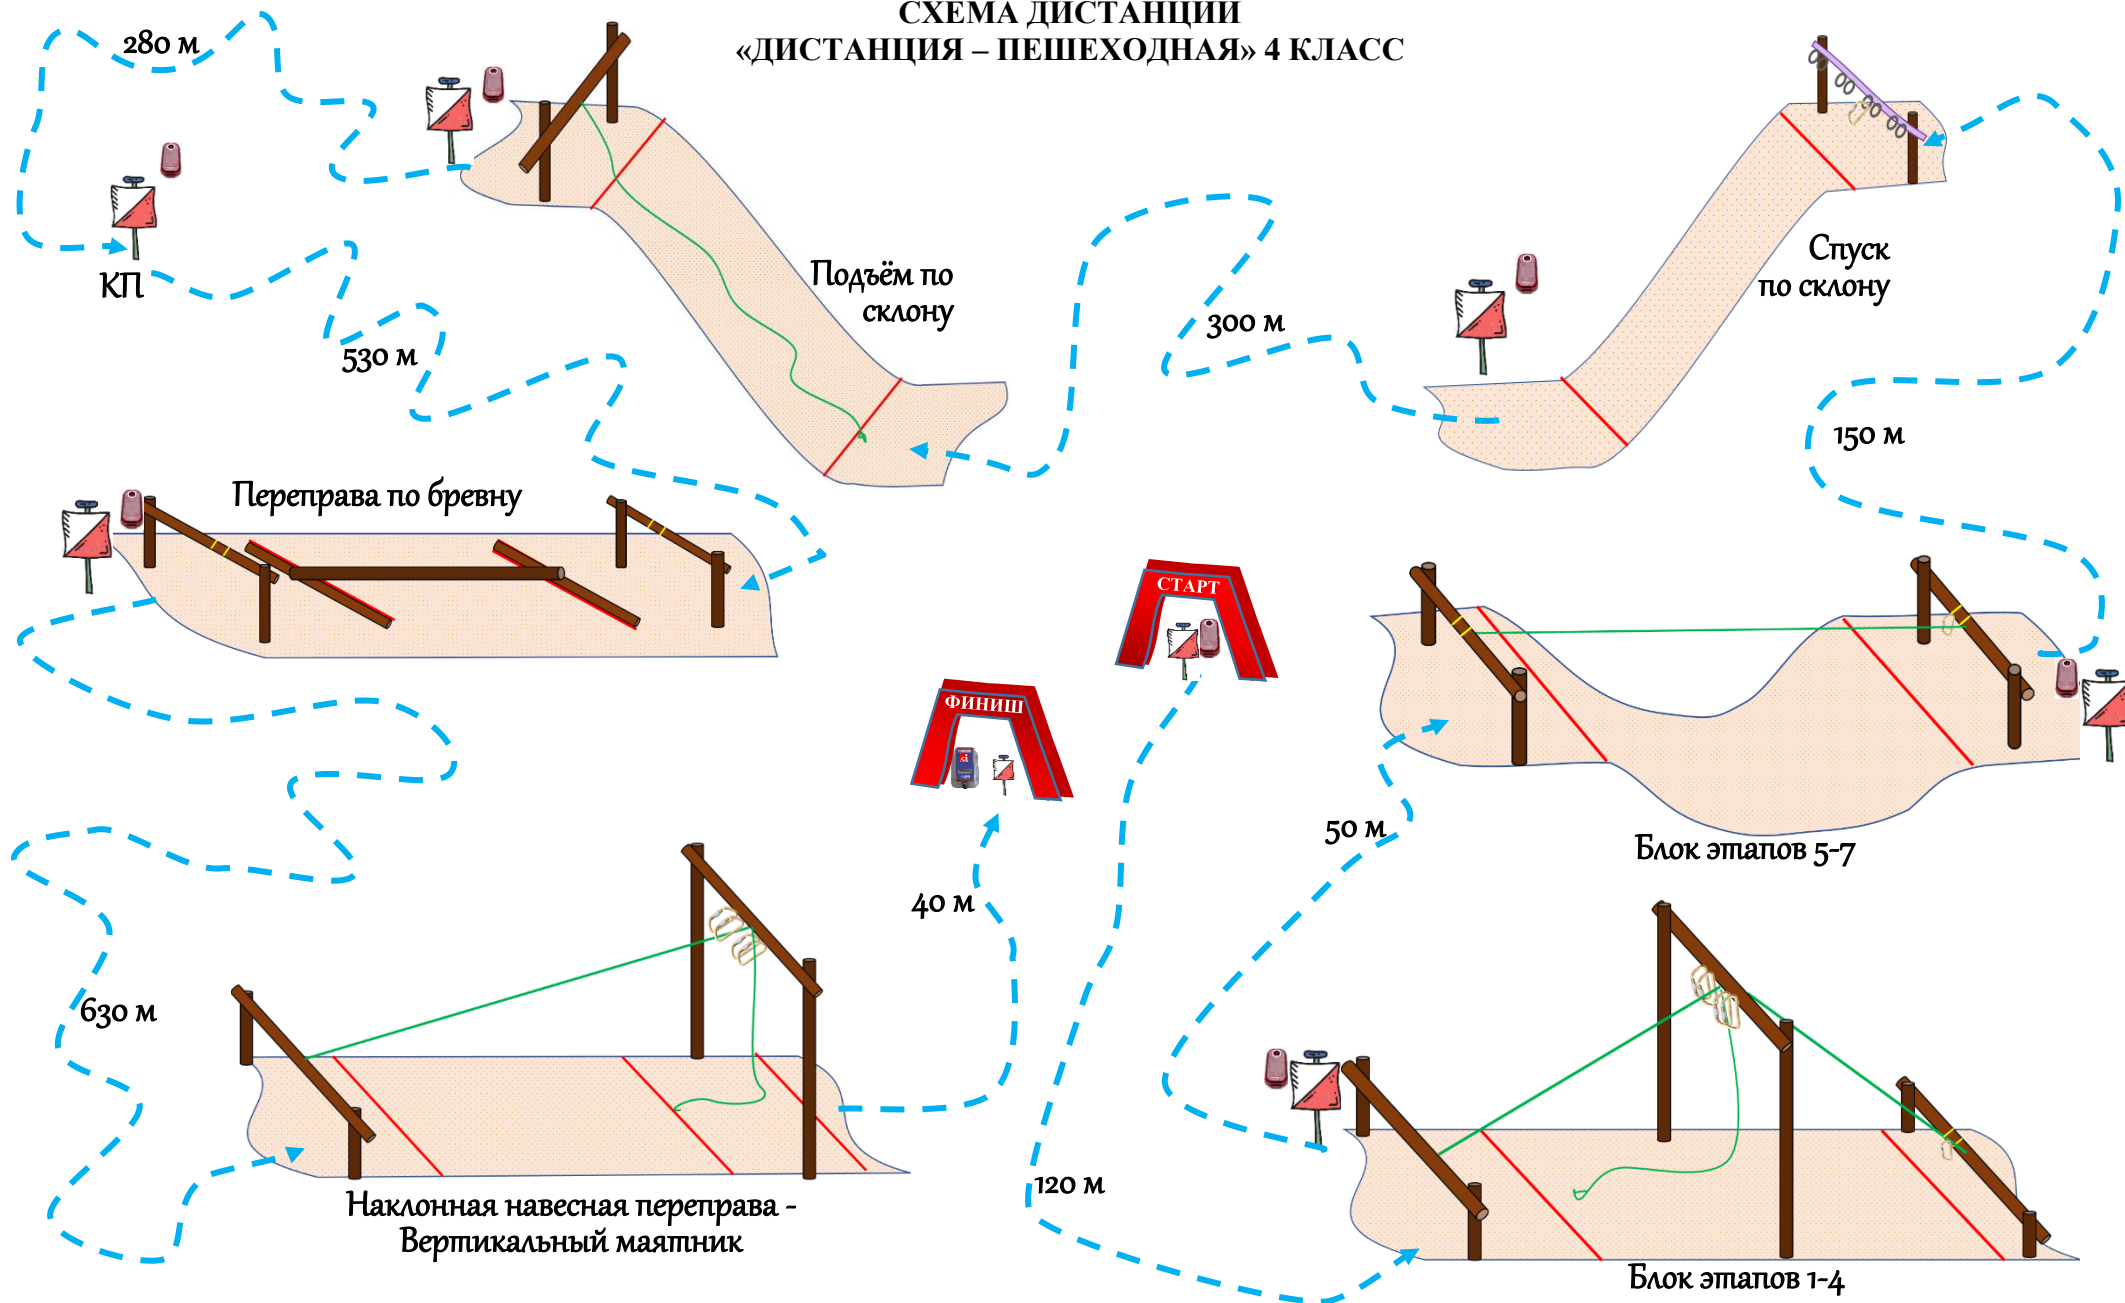 СХЕМА ДИСТАНЦИИ
«ДИСТАНЦИЯ – ПЕШЕХОДНАЯ» 4 КЛАСС
280 м
КП
530 м
Подъём по
склону
300 м
Спуск
по склону
150 м
Переправа по бревну
СТАРТ
ФИНИШ
50 м
Блок этапов 5-7
40 м
630 м
120 м
Наклонная навесная переправа -
Вертикальный маятник
Блок этапов 1-4